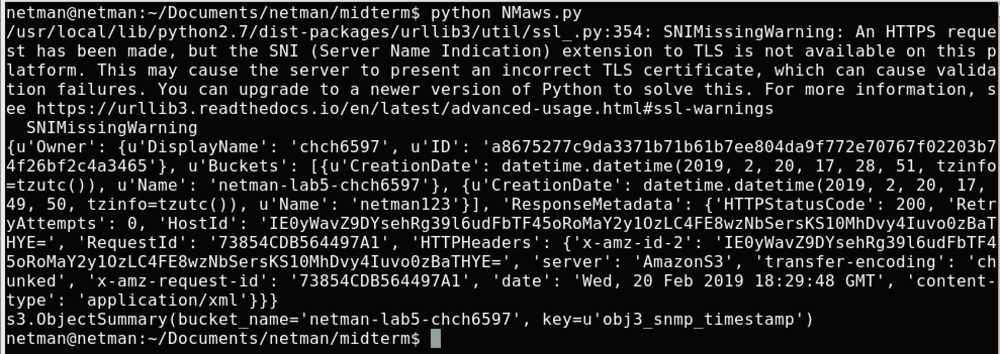 netman@netman:~/Documents/netman/midterm$ python NMaws.py
/usr/local/lib/python2.7/dist-packages/urllib3/util/ssl_.py:354: SNIMissingWarning: An HTTPS reque
st has been made, but the SNI (Server Name Indication) extension to TLS is not available on this p
latform. This may cause the server to present an incorrect TLS certificate, which can cause valida
tion failures. You can upgrade to a newer version of Python to solve this. For more information, s
ee https://urllib3.readthedocs.io/en/latest/advanced-usage.html#ssl-warnings
  SNIMissingWarning
{u'Owner': {u'DisplayName': 'chch6597', u'ID': 'a8675277c9da3371b71b61b7ee804da9f772e70767f02203b7
4f26bf2c4a3465'}, u'Buckets': [{u'CreationDate': datetime.datetime(2019, 2, 20, 17, 28, 51, tzinfo
=tzutc()), u'Name': 'netman-lab5-chch6597'}, {u'CreationDate': datetime.datetime(2019, 2, 20, 17,
49, 50, tzinfo=tzutc()), u'Name': 'netman123'}], 'ResponseMetadata': {'HTTPStatusCode': 200, 'Retr
yAttempts': 0, 'HostId': 'IE0yWavZ9DYsehRg39l6udFbTF45oRoMaY2y1OzLC4FE8wzNbSersKS10MhDvy4Iuvo0zBaT
HYE=', 'RequestId': '73854CDB564497A1', 'HTTPHeaders': {'x-amz-id-2': 'IE0yWavZ9DYsehRg39l6udFbTF4
5oRoMaY2y1OzLC4FE8wzNbSersKS10MhDvy4Iuvo0zBaTHYE=', 'server': 'AmazonS3', 'transfer-encoding': 'ch
unked', 'x-amz-request-id': '73854CDB564497A1', 'date': 'Wed, 20 Feb 2019 18:29:48 GMT', 'content-
type': 'application/xml'}}}
s3.ObjectSummary(bucket_name='netman-lab5-chch6597', key=u'obj3_snmp_timestamp')
netman@netman:~/Documents/netman/midterm$